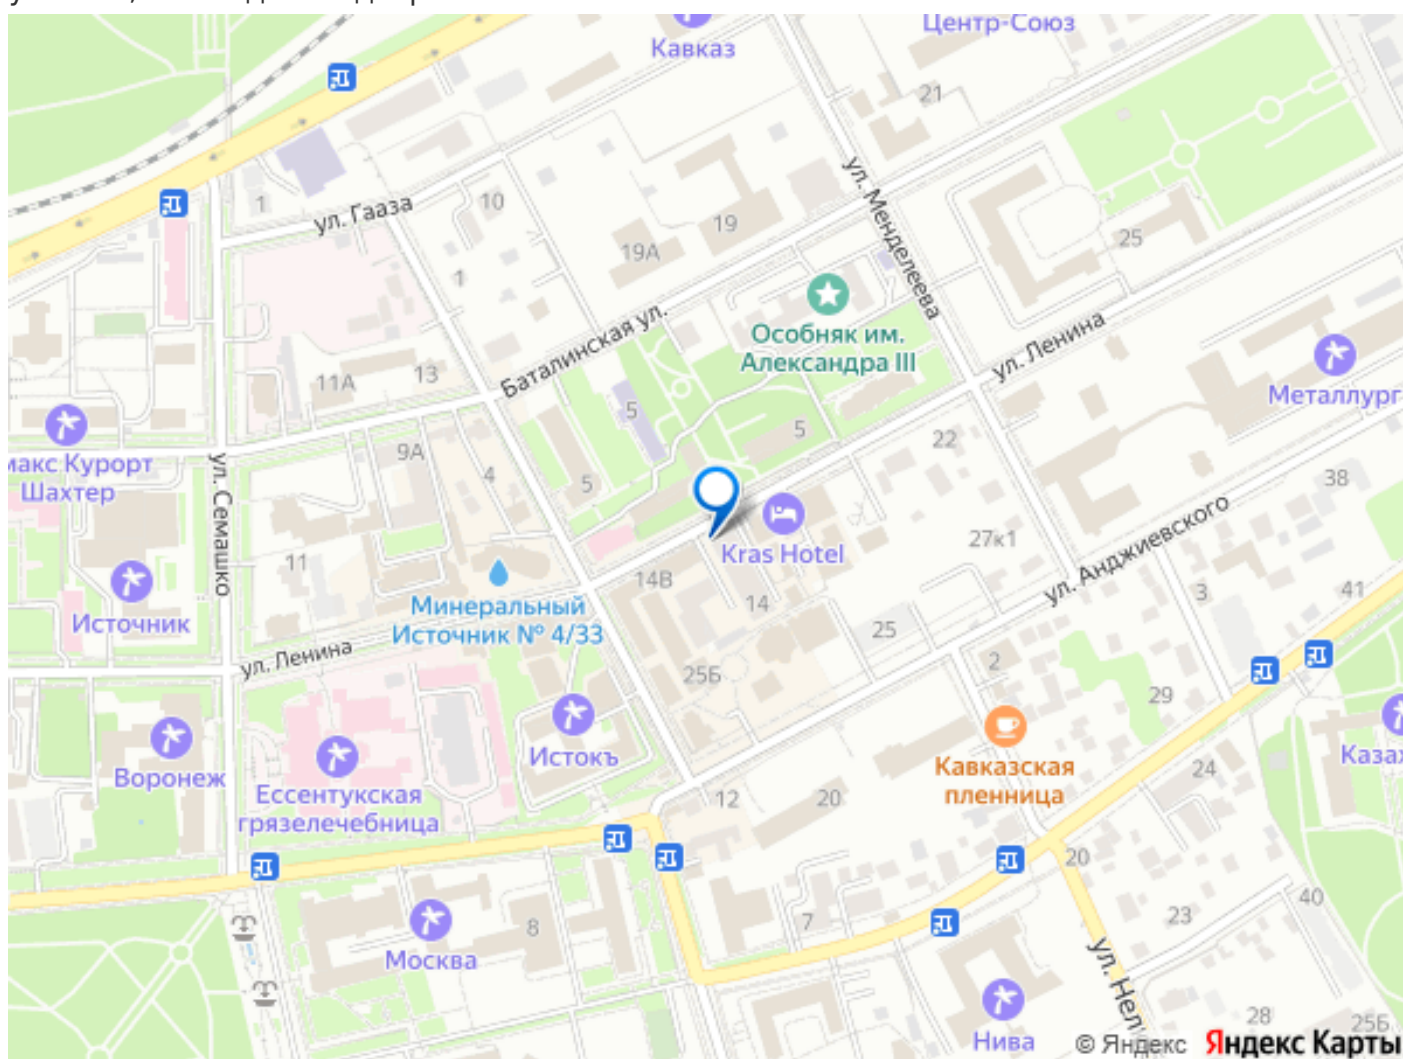 Центр-Союз
Кавказ
21
ул. Менделеева
1
ул. Гааза
10
19
19А
25
1
Особняк им.
Александра III
Баталинская ул.
ул. Ленина
Металлург
11А
13
5
5
22
макс Курорт
Шахтер
9А
4
5
38
ул. Семашко
Kras Hotel
27к1
ул. Анджиевского
11
14В
14
3
41
Источник
Минеральный
Источник № 4/33
25
ул. Ленина
2
25Б
29
Воронеж
Истокъ
Ессентукская
грязелечебница
Кавказская
пленница
Казах
24
12
20
20
Москва
8
7
23
40
ул. Нел
Нива
28
25Б
© Яндекс Яндекс Карты